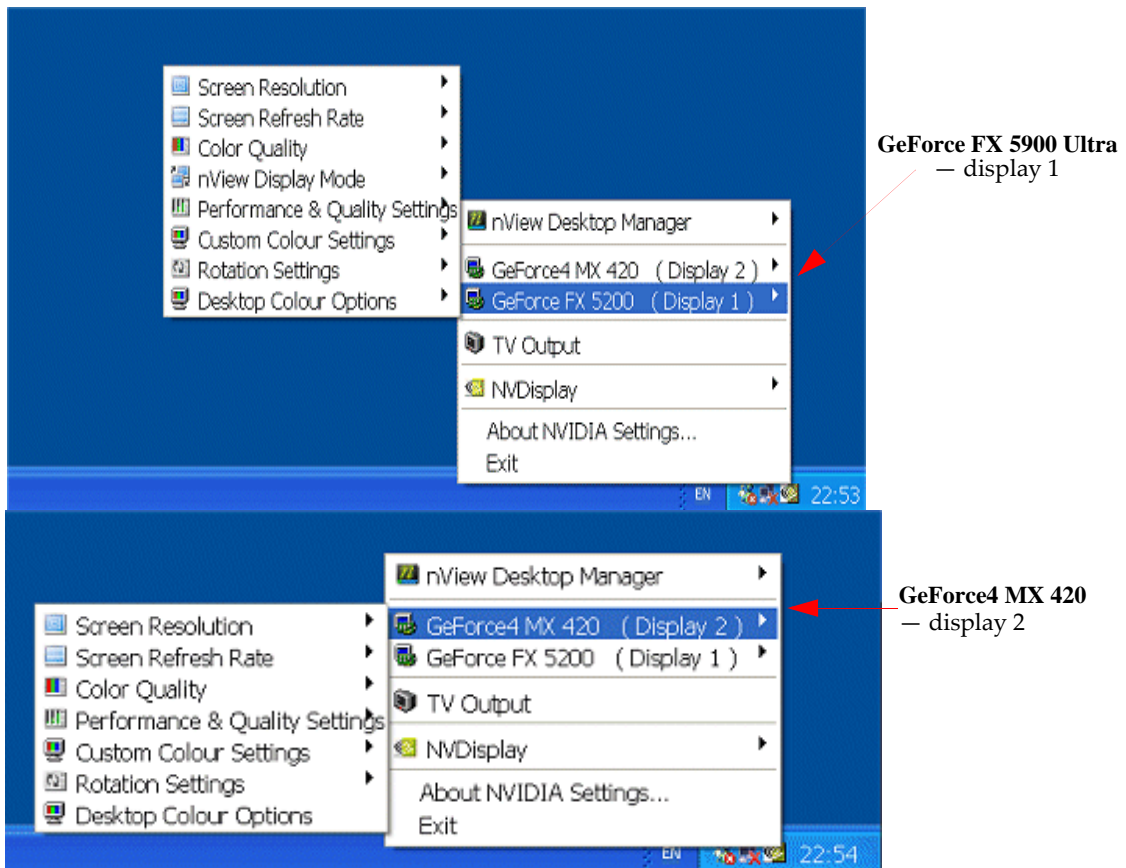 Screen Resolution
Screen Refresh Rate
Color Quality
nView Display Mode
Performance & Quality Settings
Custom Colour Settings
Rotation Settings
Desktop Colour Options
nView Desktop Manager
GeForce4 MX 420 ( Display 2 )
GeForce FX 5200 ( Display 1 )
TV Output
NVDisplay
About NVIDIA Settings...
Exit
EN 22:53
GeForce FX 5900 Ultra
— display 1
nView Desktop Manager
GeForce4 MX 420 ( Display 2 )
GeForce FX 5200 ( Display 1 )
TV Output
NVDisplay
About NVIDIA Settings...
Exit
Screen Resolution
Screen Refresh Rate
Color Quality
Performance & Quality Settings
Custom Colour Settings
Rotation Settings
Desktop Colour Options
EN 22:54
GeForce4 MX 420
— display 2